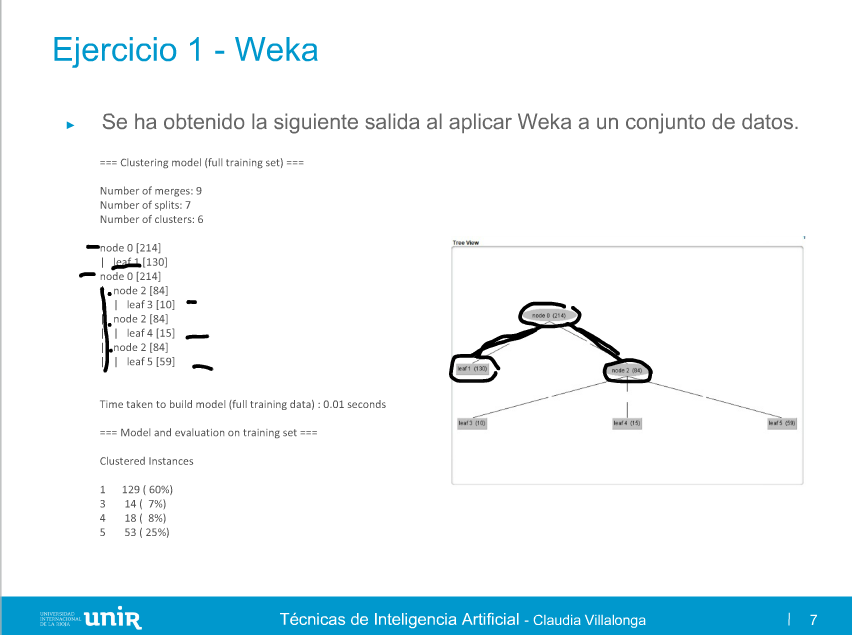 Ejercicio 1 - Weka
► Se ha obtenido la siguiente salida al aplicar Weka a un conjunto de datos.
=== Clustering model (full training set) ===
Number of merges: 9
Number of splits: 7
Number of clusters: 6
node 0 [214]
| leaf 1 [130]
node 0 [214]
| node 2 [84]
| | leaf 3 [10]
| node 2 [84]
| | leaf 4 [15]
| node 2 [84]
| | leaf 5 [59]
Time taken to build model (full training data) : 0.01 seconds
=== Model and evaluation on training set ===
Clustered Instances
1 129 ( 60%)
3 14 ( 7%)
4 18 ( 8%)
5 53 ( 25%)
Tree View
node 0 (214)
leaf 1 (130)
node 2 (84)
leaf 3 (10)
leaf 4 (15)
leaf 5 (59)
UNIVERSIDAD
INTERNACIONAL
DE LA RIOJA
unir
Técnicas de Inteligencia Artificial - Claudia Villalonga
| 7